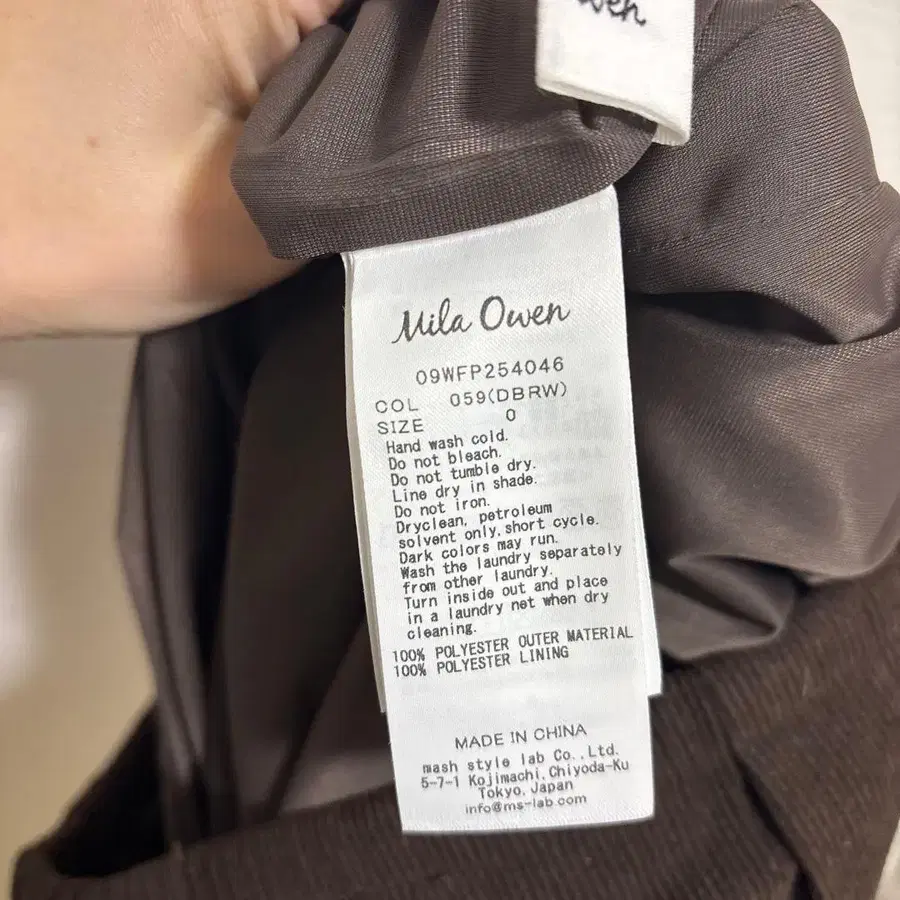 wen
Mila Owen
09WFP254046
COL 059(DBRW)
SIZE 0
Hand wash cold.
Do not bleach.
Do not tumble dry.
Line dry in shade.
Do not iron.
Dryclean, petroleum
solvent only,short cycle.
Dark colors may run.
Wash the laundry separately
from other laundry.
Turn inside out and place
in a laundry net when dry
cleaning.
100% POLYESTER OUTER MATERIAL
100% POLYESTER LINING
MADE IN CHINA
mash style lab Co.,Ltd.
5-7-1 Kojimachi,Chiyoda-Ku
Tokyo,Japan
info@ms-lab.com